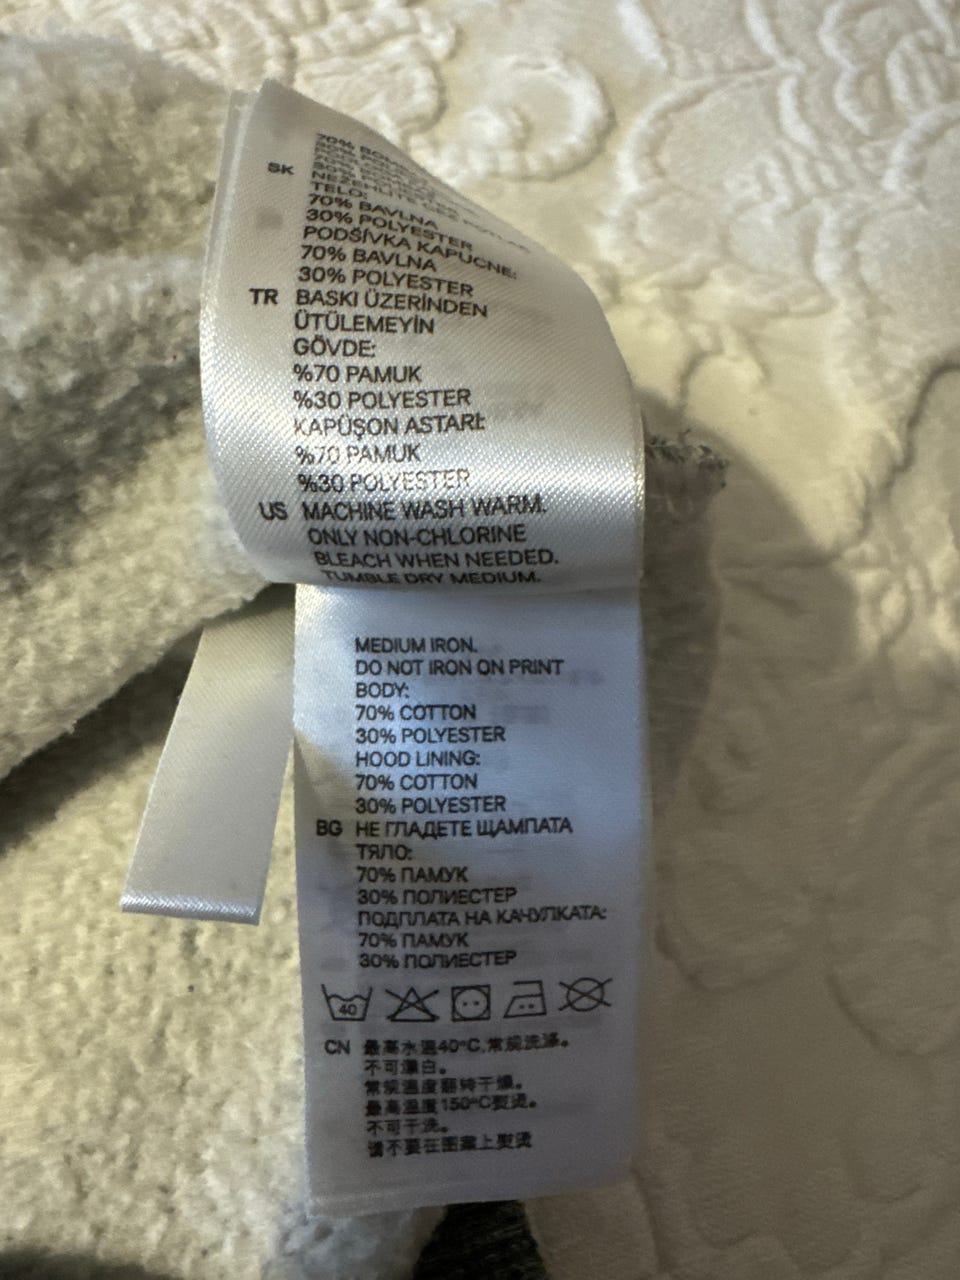 SK
NEŽEHLITE CEZ POTLAČ
TELO:
70% BAVLNA
30% POLYESTER
PODŠÍVKA KAPUCNE:
70% BAVLNA
30% POLYESTER
TR BASKI ÜZERİNDEN
ÜTÜLEMEYİN
GÖVDE:
%70 PAMUK
%30 POLYESTER
KAPÜŞON ASTARI:
%70 PAMUK
%30 POLYESTER
US MACHINE WASH WARM.
ONLY NON-CHLORINE
BLEACH WHEN NEEDED.
TUMBLE DRY MEDIUM.
MEDIUM IRON.
DO NOT IRON ON PRINT
BODY:
70% COTTON
30% POLYESTER
HOOD LINING:
70% COTTON
30% POLYESTER
BG НЕ ГЛАДЕТЕ ЩАМПАТА
ТЯЛО:
70% ПАМУК
30% ПОЛИЕСТЕР
ПОДПЛАТА НА КАЧУЛКАТА:
70% ПАМУК
30% ПОЛИЕСТЕР
40
CN 最高水温40°C,常规洗涤。
不可漂白。
常规温度翻转干燥。
最高温度150°C熨烫。
不可干洗。
请不要在图案上熨烫